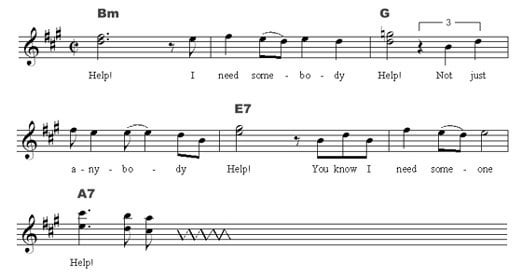 Bm G
3
Help! I need some - bo - dy Help! Not just
E7
a - ny - bo - dy Help! You know I need some - one
A7
Help!